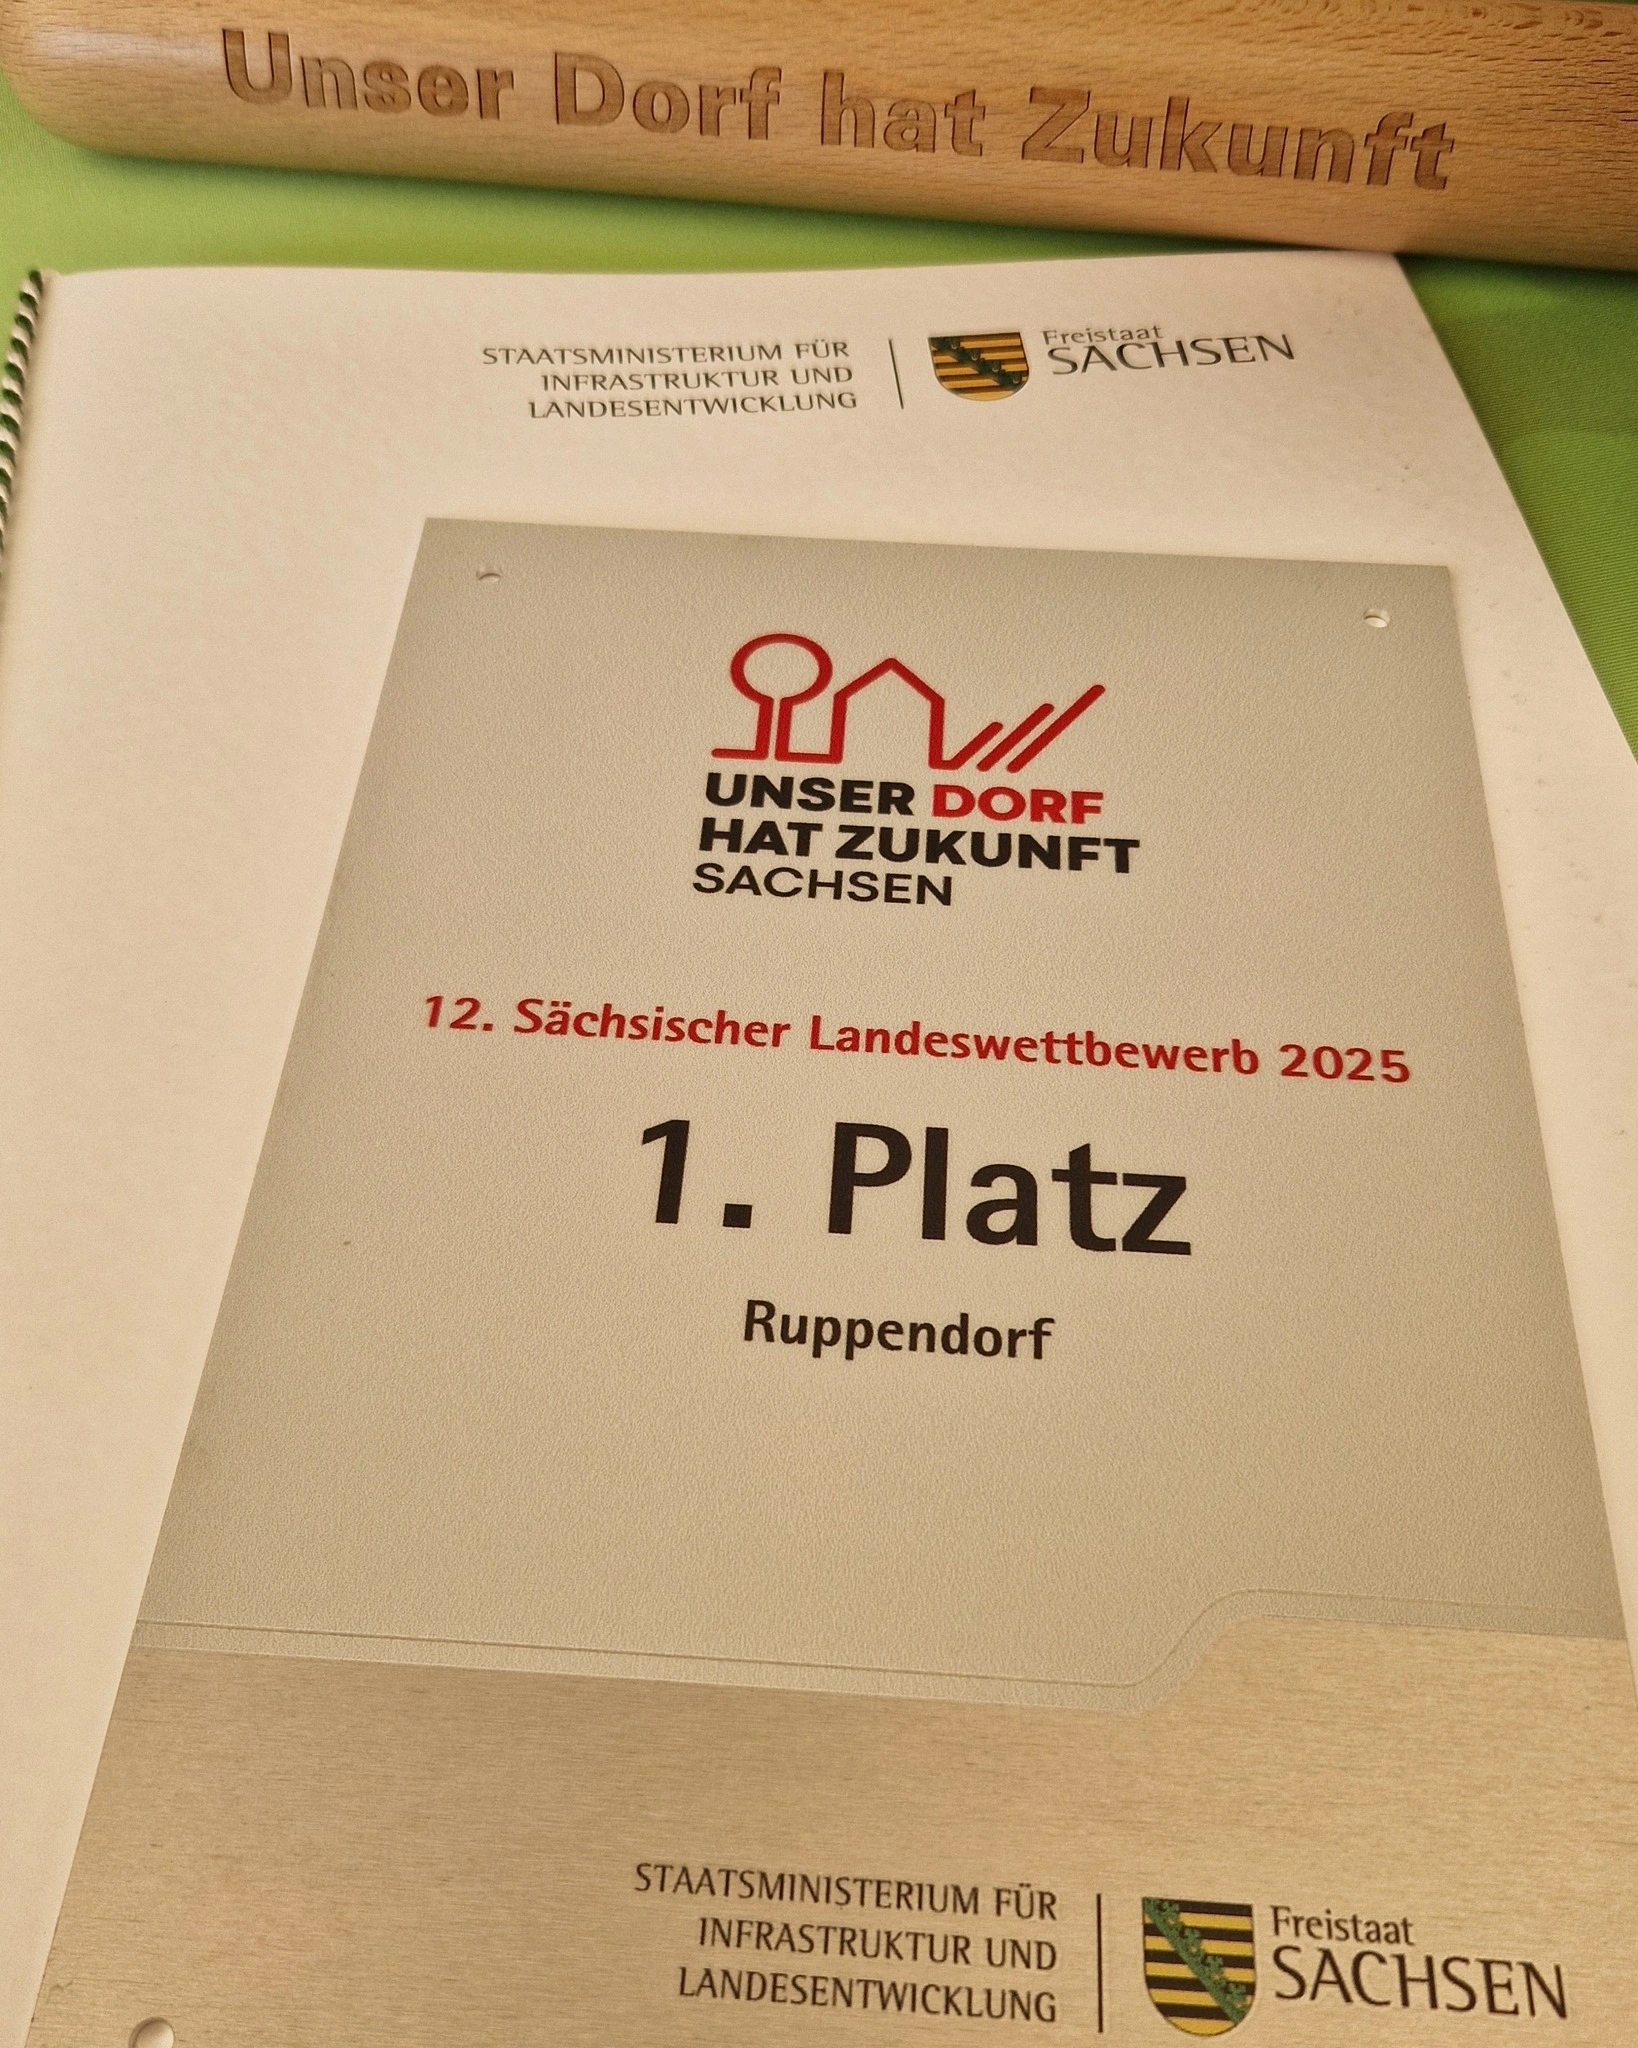 Unser Dorf hat Zukunft
STAATSMINISTERIUM FÜR
INFRASTRUKTUR UND
LANDESENTWICKLUNG
Freistaat
SACHSEN
UNSER DORF
HAT ZUKUNFT
SACHSEN
12. Sächsischer Landeswettbewerb 2025
1. Platz
Ruppendorf
STAATSMINISTERIUM FÜR
INFRASTRUKTUR UND
LANDESENTWICKLUNG
Freistaat
SACHSEN